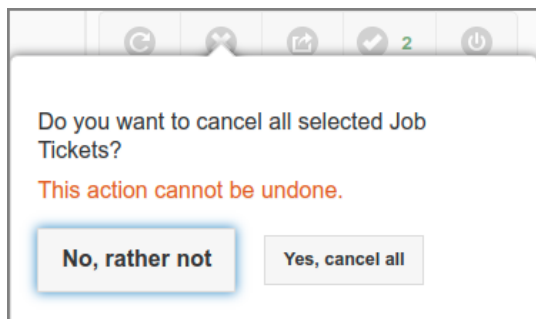 2
Do you want to cancel all selected Job
Tickets?
This action cannot be undone.
No, rather not
Yes, cancel all